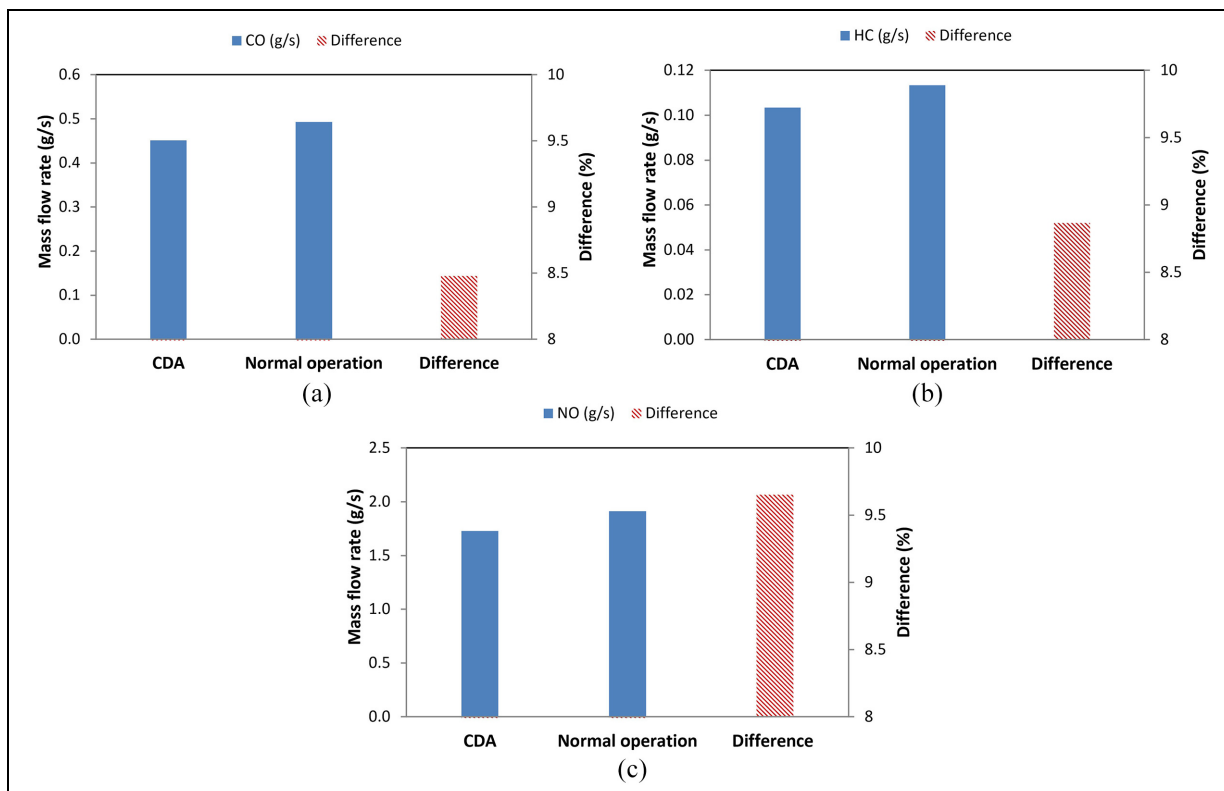 CO (g/s) Difference
0.6
0.5
0.4
0.3
0.2
0.1
0.0
Mass flow rate (g/s)
10
9.5
9
8.5
8
Difference (%)
CDA Normal operation Difference
(a)
HC (g/s) Difference
0.12
0.10
0.08
0.06
0.04
0.02
0.00
Mass flow rate (g/s)
10
9.5
9
8.5
8
Difference (%)
CDA Normal operation Difference
(b)
NO (g/s) Difference
2.5
2.0
1.5
1.0
0.5
0.0
Mass flow rate (g/s)
10
9.5
9
8.5
8
Difference (%)
CDA Normal operation Difference
(c)